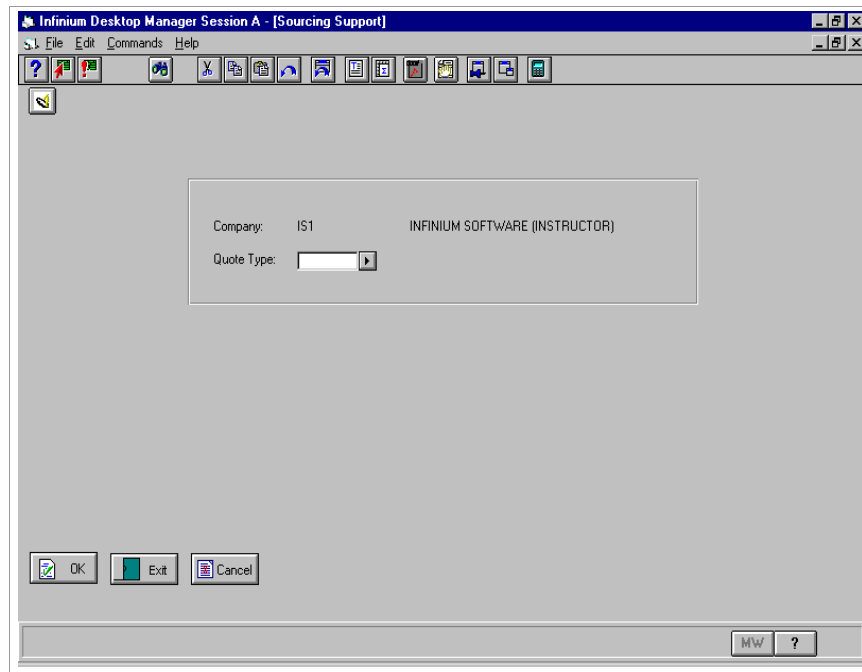 Infinium Desktop Manager Session A - [Sourcing Support]
File Edit Commands Help
Company: IS1 INFINIUM SOFTWARE (INSTRUCTOR)
Quote Type:
OK Exit Cancel
MW ?